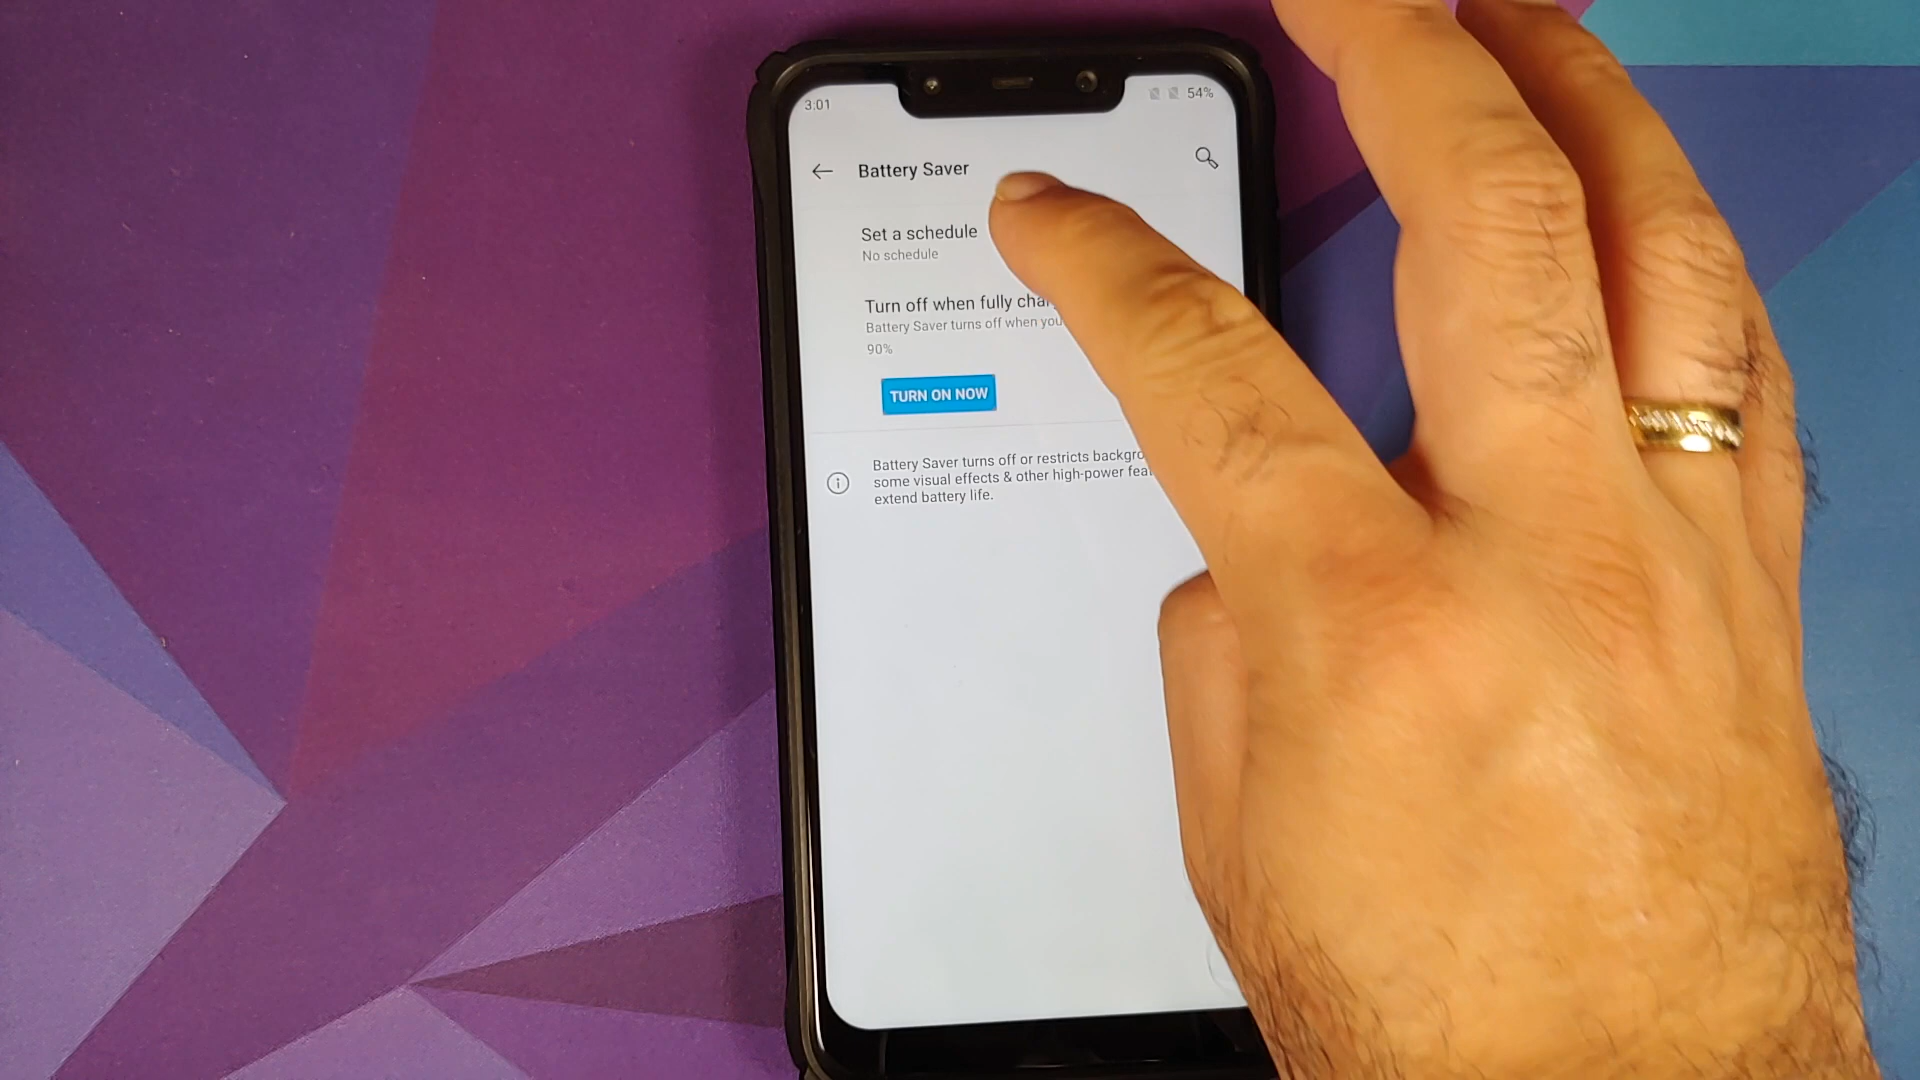 3:01
54%
Battery Saver
Set a schedule
No schedule
Turn off when fully
Battery Saver turns off when you
90%
TURN ON NOW
Battery Saver turns off or restricts
some visual effects & other high-power
extend battery life.